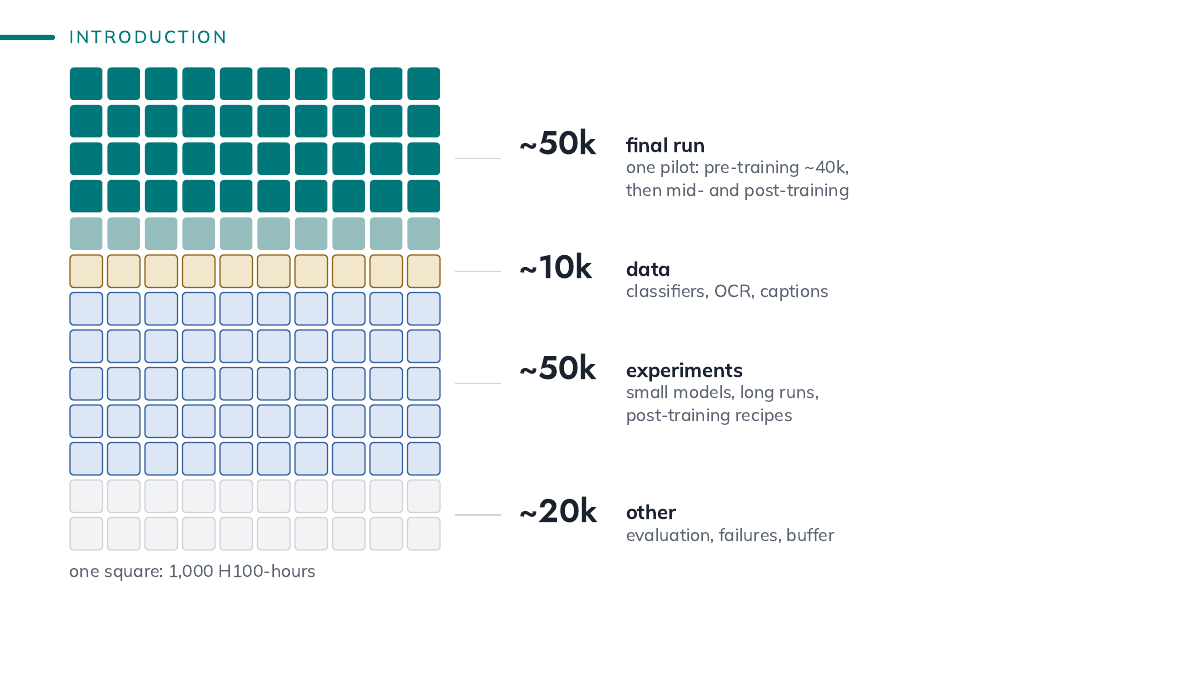 INTRODUCTION
~50k
final run
one pilot: pre-training ~40k,
then mid- and post-training
~10k
data
classifiers, OCR, captions
~50k
experiments
small models, long runs,
post-training recipes
~20k
other
evaluation, failures, buffer
one square: 1,000 H100-hours